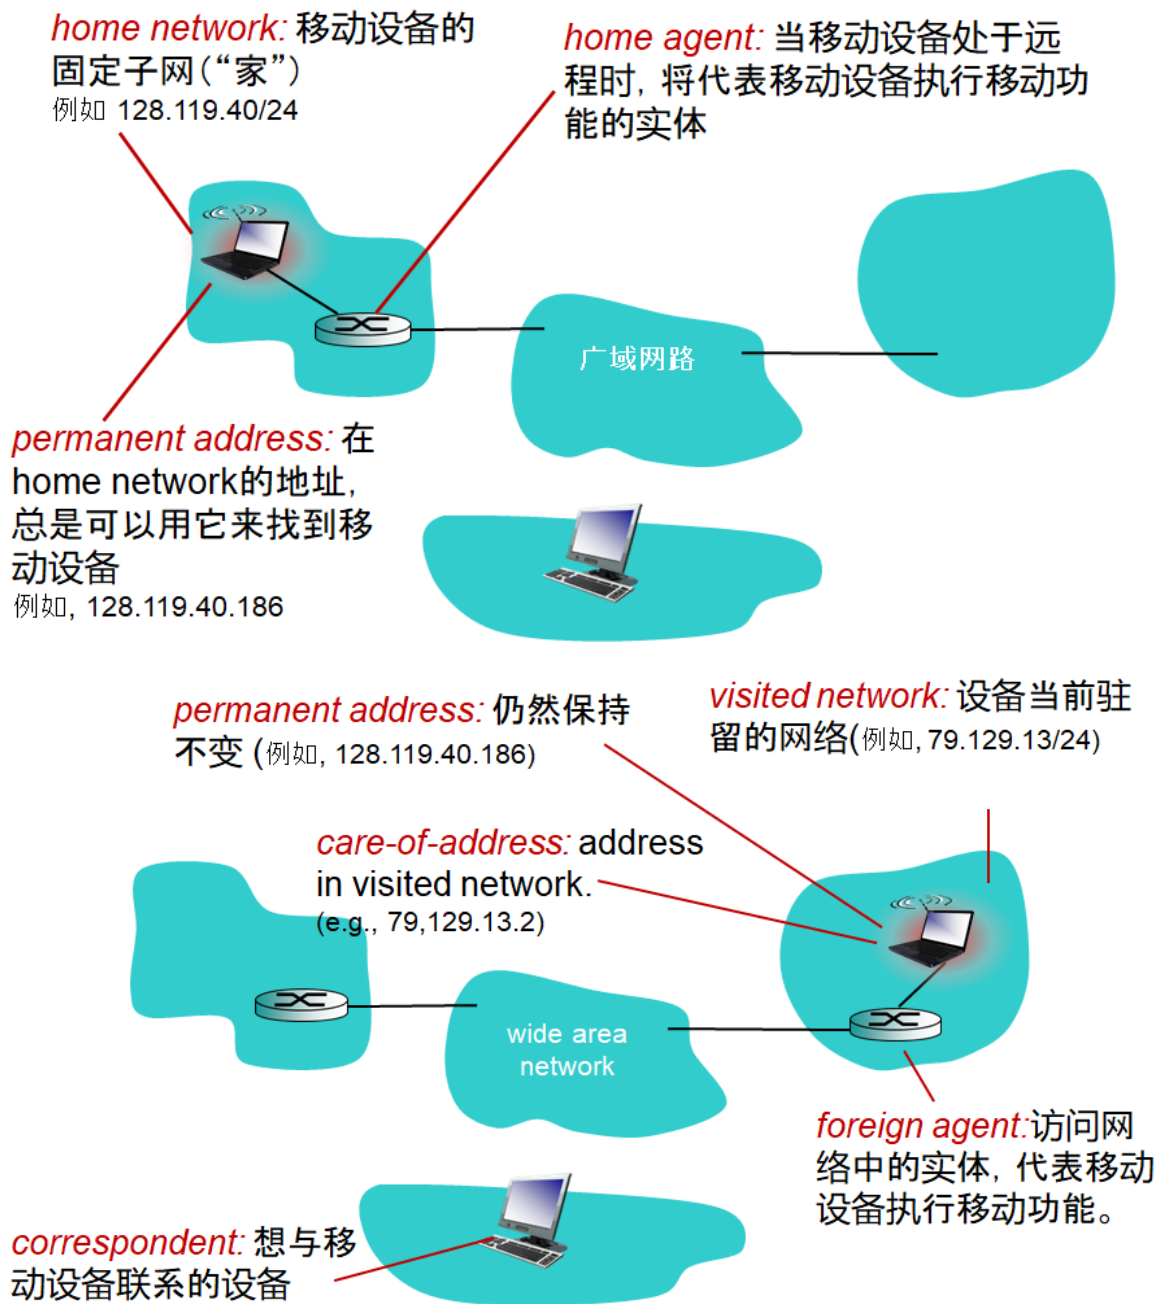 home network: 移动设备的
固定子网(“家”)
例如 128.119.40/24
home agent: 当移动设备处于远
程时, 将代表移动设备执行移动功
能的实体
广域网路
permanent address: 在
home network的地址,
总是可以用它来找到移
动设备
例如, 128.119.40.186
permanent address: 仍然保持
不变 (例如, 128.119.40.186)
visited network: 设备当前驻
留的网络(例如, 79.129.13/24)
care-of-address: address
in visited network.
(e.g., 79,129.13.2)
wide area
network
foreign agent:访问网
络中的实体, 代表移动
设备执行移动功能。
correspondent: 想与移
动设备联系的设备